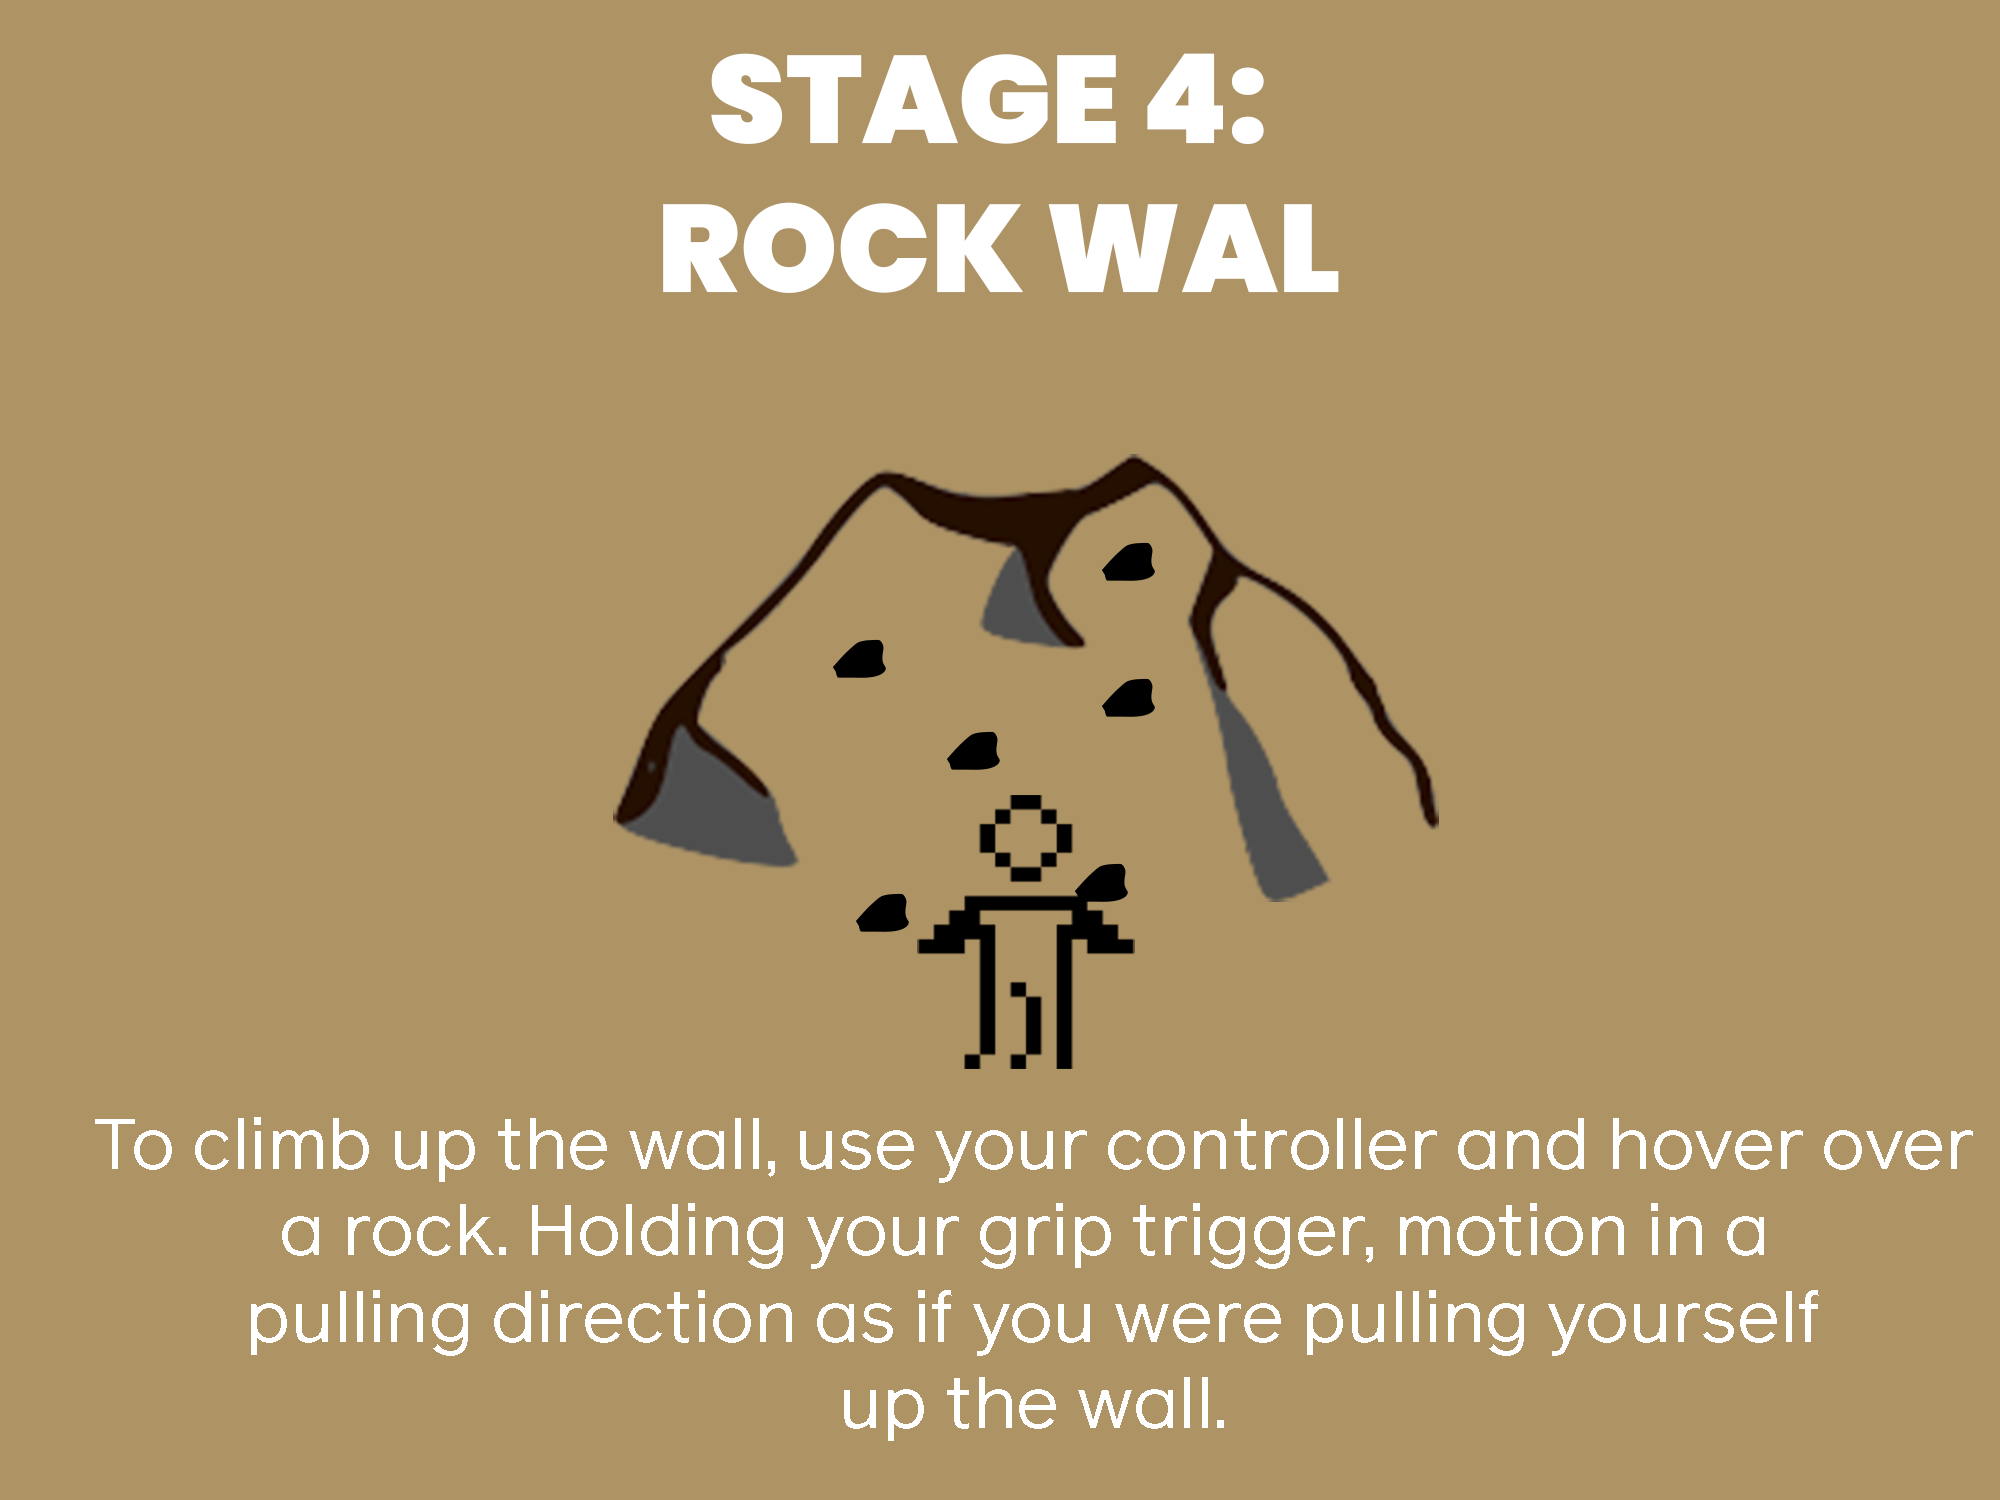 STAGE 4:
ROCK WAL
To climb up the wall, use your controller and hover over
a rock. Holding your grip trigger, motion in a
pulling direction as if you were pulling yourself
up the wall.